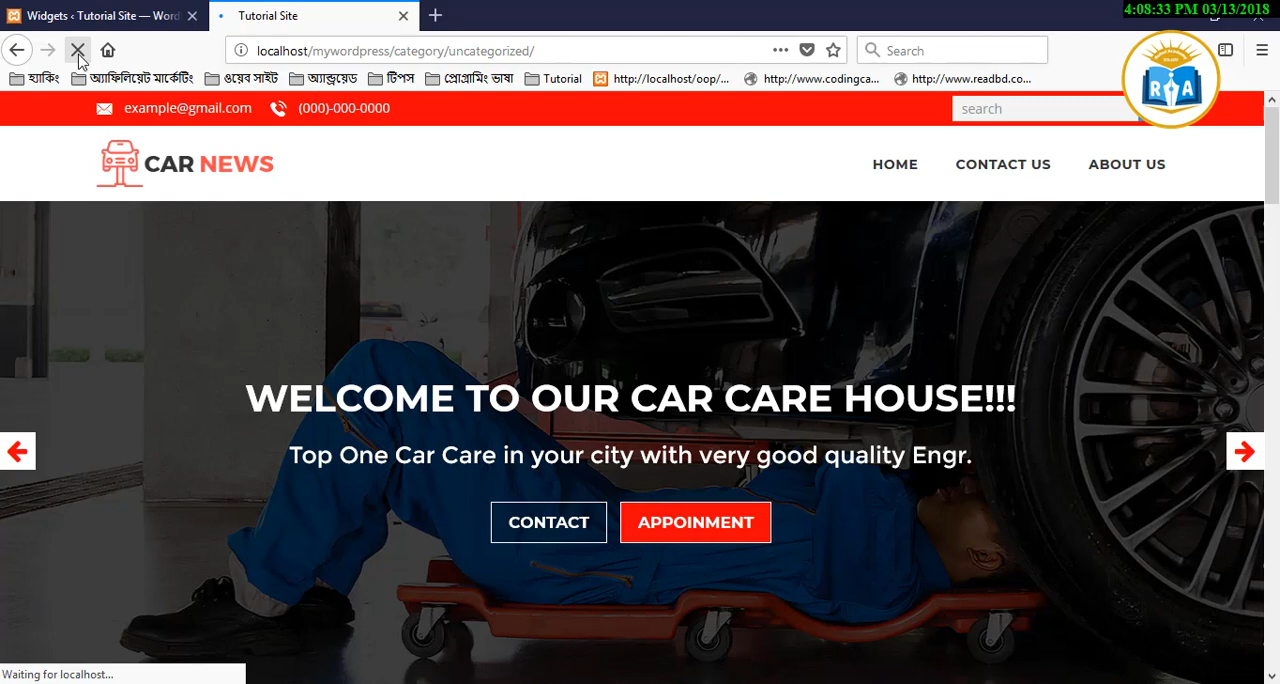 Widgets ‹ Tutorial Site — Word
Tutorial Site
4:08:33 PM 03/13/2018
localhost/mywordpress/category/uncategorized/
Search
হ্যাকিং
অ্যাফিলিয়েট মার্কেটিং
ওয়েব সাইট
অ্যান্ড্রয়েড
টিপস
প্রোগ্রামিং ভাষা
Tutorial
http://localhost/oop/...
http://www.codingca...
http://www.readbd.co...
RA
example@gmail.com
(000)-000-0000
search
CAR NEWS
HOME
CONTACT US
ABOUT US
WELCOME TO OUR CAR CARE HOUSE!!!
Top One Car Care in your city with very good quality Engr.
CONTACT
APPOINMENT
Waiting for localhost...